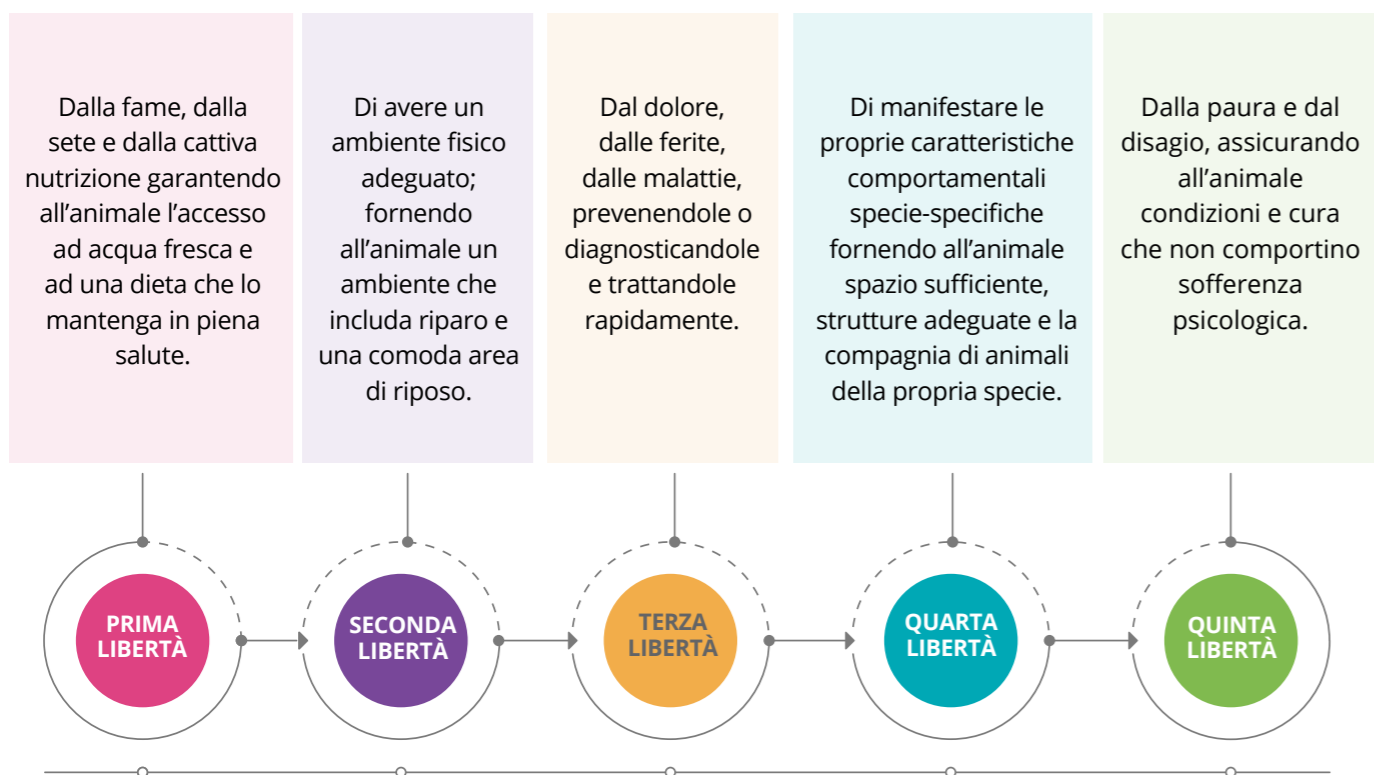 Dalla fame, dalla
sete e dalla cattiva
nutrizione garantendo
all’animale l’accesso
ad acqua fresca e
ad una dieta che lo
mantenga in piena
salute.
Di avere un
ambiente fisico
adeguato;
fornendo
all’animale un
ambiente che
includa riparo e
una comoda area
di riposo.
Dal dolore,
dalle ferite,
dalle malattie,
prevenendole o
diagnosticandole
e trattandole
rapidamente.
Di manifestare le
proprie caratteristiche
comportamentali
specie-specifiche
fornendo all’animale
spazio sufficiente,
strutture adeguate e la
compagnia di animali
della propria specie.
Dalla paura e dal
disagio, assicurando
all’animale
condizioni e cura
che non comportino
sofferenza
psicologica.
PRIMA
LIBERTÀ
SECONDA
LIBERTÀ
TERZA
LIBERTÀ
QUARTA
LIBERTÀ
QUINTA
LIBERTÀ